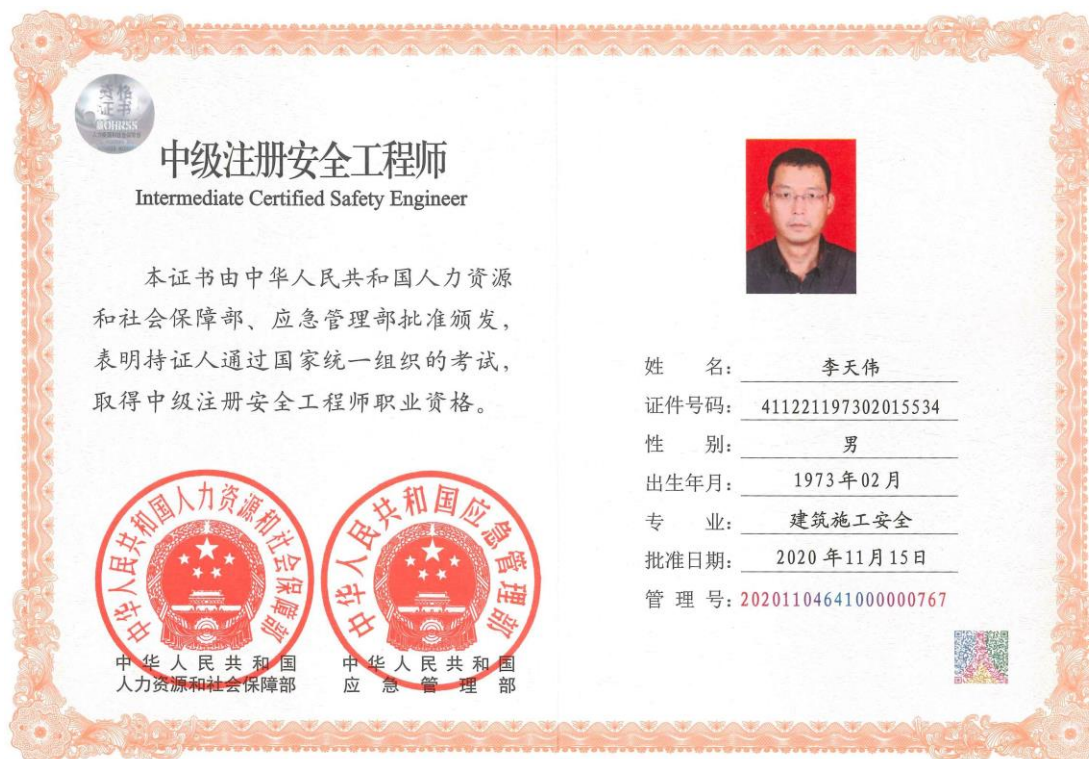 资格
证书
中级注册安全工程师
Intermediate Certified Safety Engineer
本证书由中华人民共和国人力资源
和社会保障部、应急管理部批准颁发，
表明持证人通过国家统一组织的考试，
取得中级注册安全工程师职业资格。
中华人民共和国人力资源和社会保障部
中华人民共和国应急管理部
中华人民共和国
人力资源和社会保障部
中华人民共和国
应急管理部
姓 名： 李天伟
证件号码： 411221197302015534
性 别： 男
出生年月： 1973年02月
专 业： 建筑施工安全
批准日期： 2020年11月15日
管 理 号： 20201104641000000767